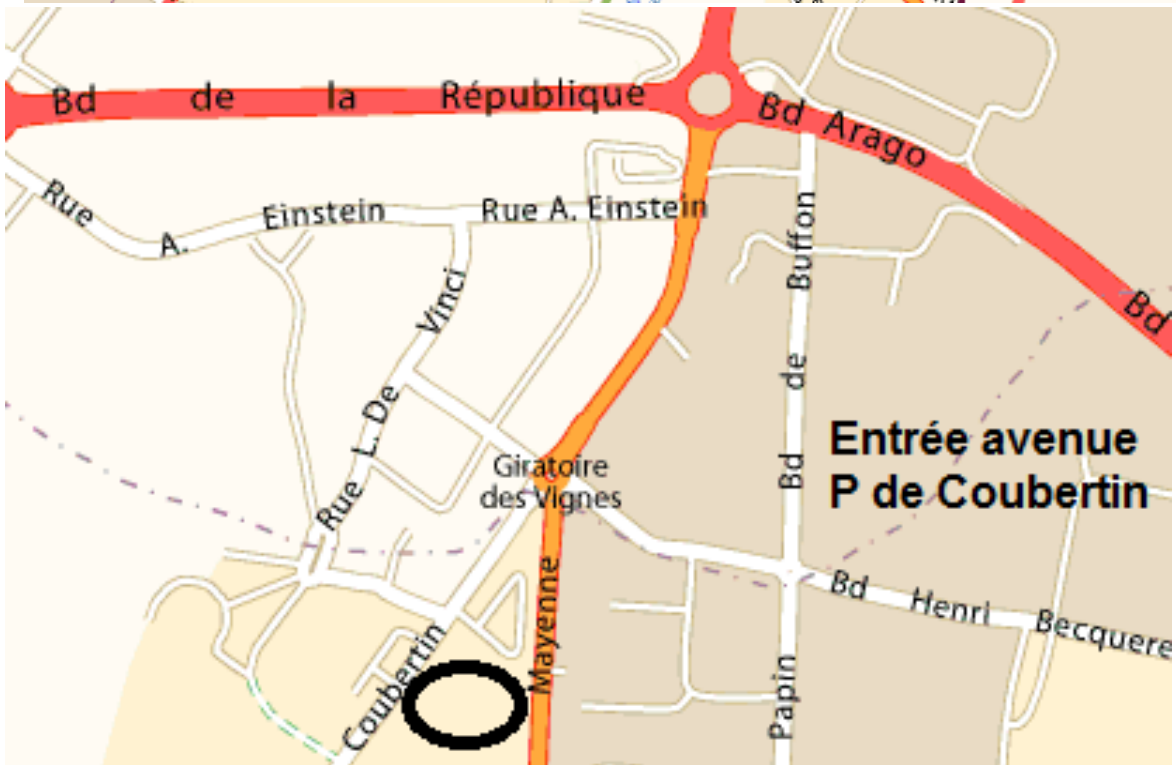 Bd de la République
Bd Arago
Bd
Rue A. Einstein
Rue A. Einstein
Rue L. De Vinci
Bd de Buffon
Giratoire
des Vignes
Entrée avenue
P de Coubertin
Mayenne
Coubertin
Bd Henri Becquere
Papin